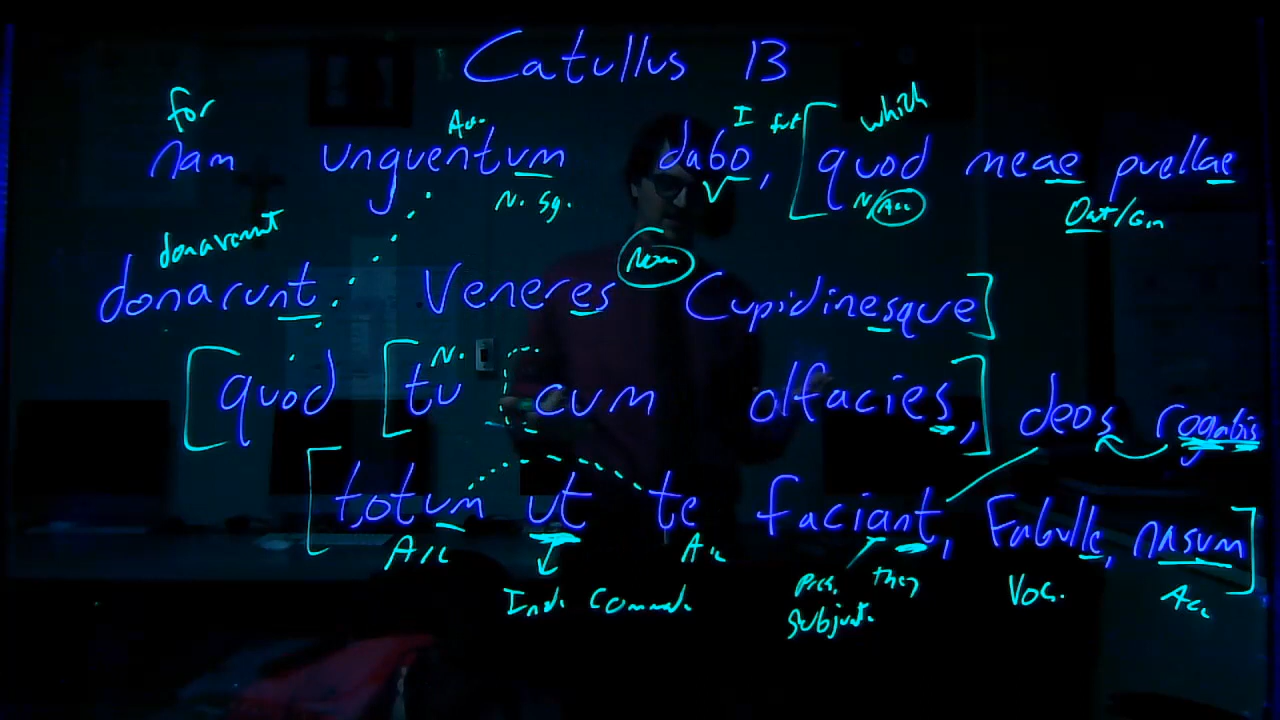 Catullus 13
for Acc. I fut which
nam unguentum dabo, [quod meae puellae
N. Sg. V N/Acc Dat/Gen
donaverunt Nom
donarunt Veneres Cupidinesque]
N.
[quod [tu cum olfacies,] deos rogabis
[totum ut te faciant, Fabulle, nasum]
Acc Acc
Ind. Command. Pres. they Voc. Acc
Subjunct.